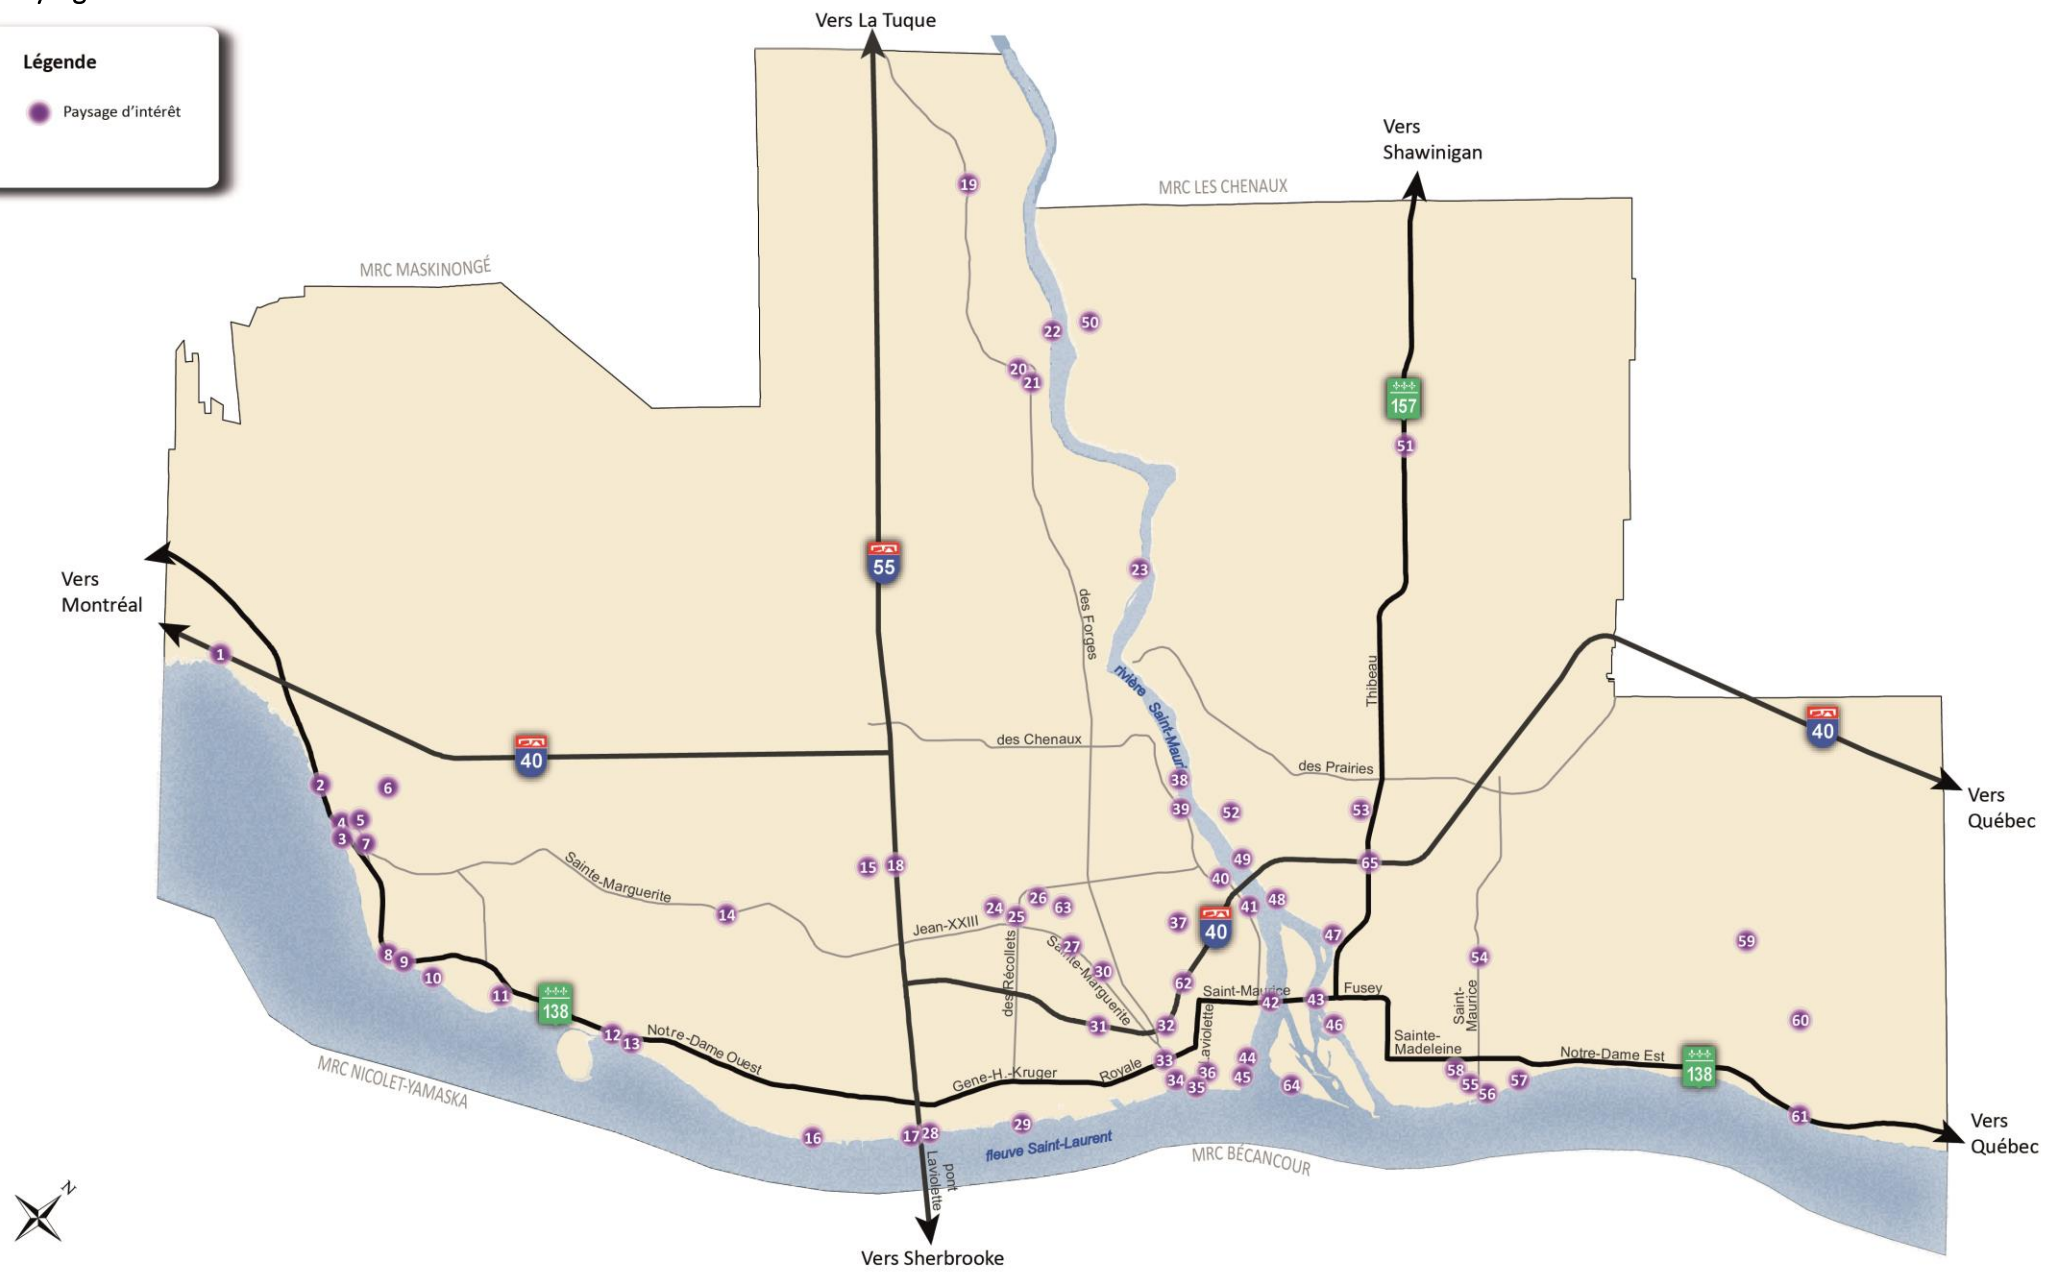 Vers La Tuque
Légende
Paysage d'intérêt
Vers
Shawinigan
MRC LES CHENAUX
19
MRC MASKINONGÉ
50
22
20
21
157
51
55
23
Vers
Montréal
des Forges
1
rivière Saint-Mauri
Thibeau
40
des Chenaux
40
des Prairies
38
2
6
39
52
53
Vers
Québec
4
5
3
7
49
65
15
18
Sainte-Marguerite
40
26
63
24
25
41
48
14
37
Jean-XXIII
40
47
27
59
8
9
Sainte-Marguerite
30
54
10
des Récollets
62
11
138
Saint-Maurice
42
43
Fusey
Saint-
Maurice
31
32
46
60
12
13
Notre-Dame Ouest
Laviolette
Sainte-
Madeleine
Notre-Dame Est
138
33
44
Gene-H.-Kruger
Royale
58
34
35
36
45
64
55
56
57
MRC NICOLET-YAMASKA
61
16
17
28
29
fleuve Saint-Laurent
Vers
Québec
MRC BÉCANCOUR
pont
Laviolette
N
Vers Sherbrooke